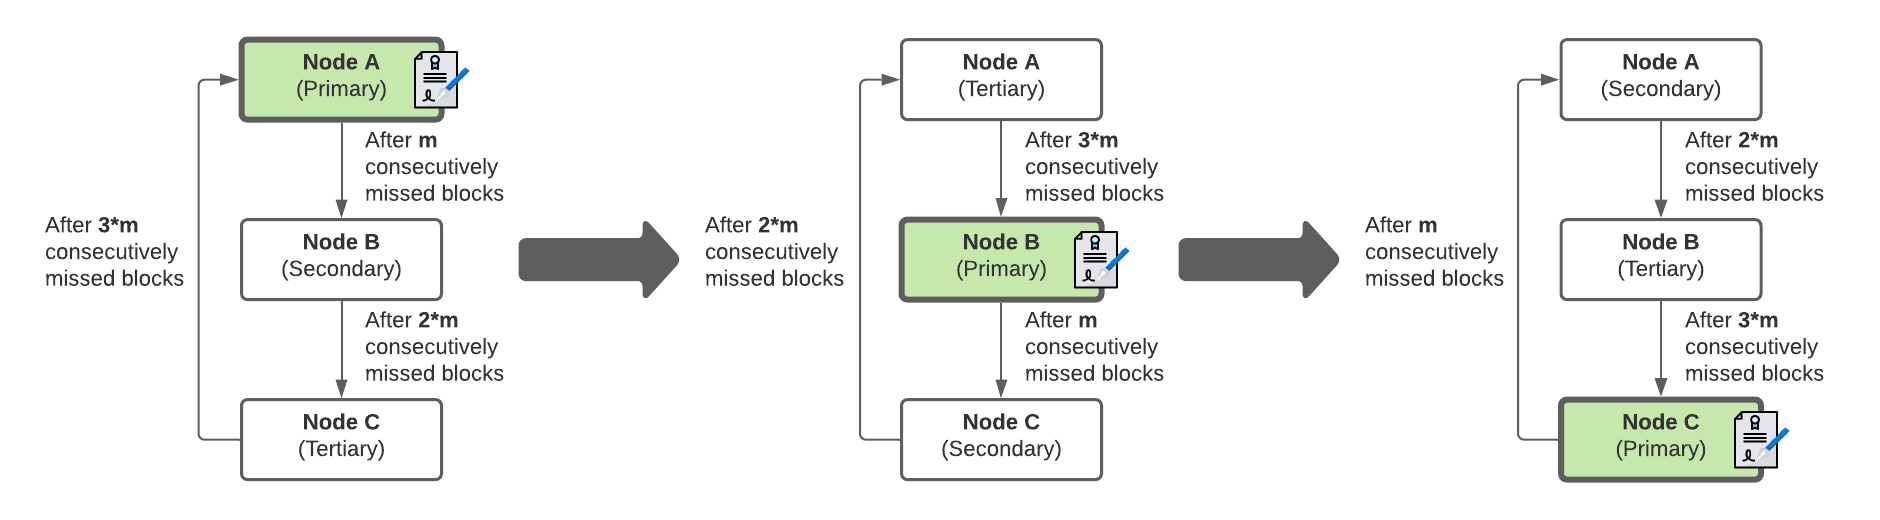 Node A
(Primary)
After m
consecutively
missed blocks
After 3*m
consecutively
missed blocks
Node B
(Secondary)
After 2*m
consecutively
missed blocks
Node C
(Tertiary)
Node A
(Tertiary)
After 3*m
consecutively
missed blocks
After 2*m
consecutively
missed blocks
Node B
(Primary)
After m
consecutively
missed blocks
Node C
(Secondary)
Node A
(Secondary)
After 2*m
consecutively
missed blocks
After m
consecutively
missed blocks
Node B
(Tertiary)
After 3*m
consecutively
missed blocks
Node C
(Primary)